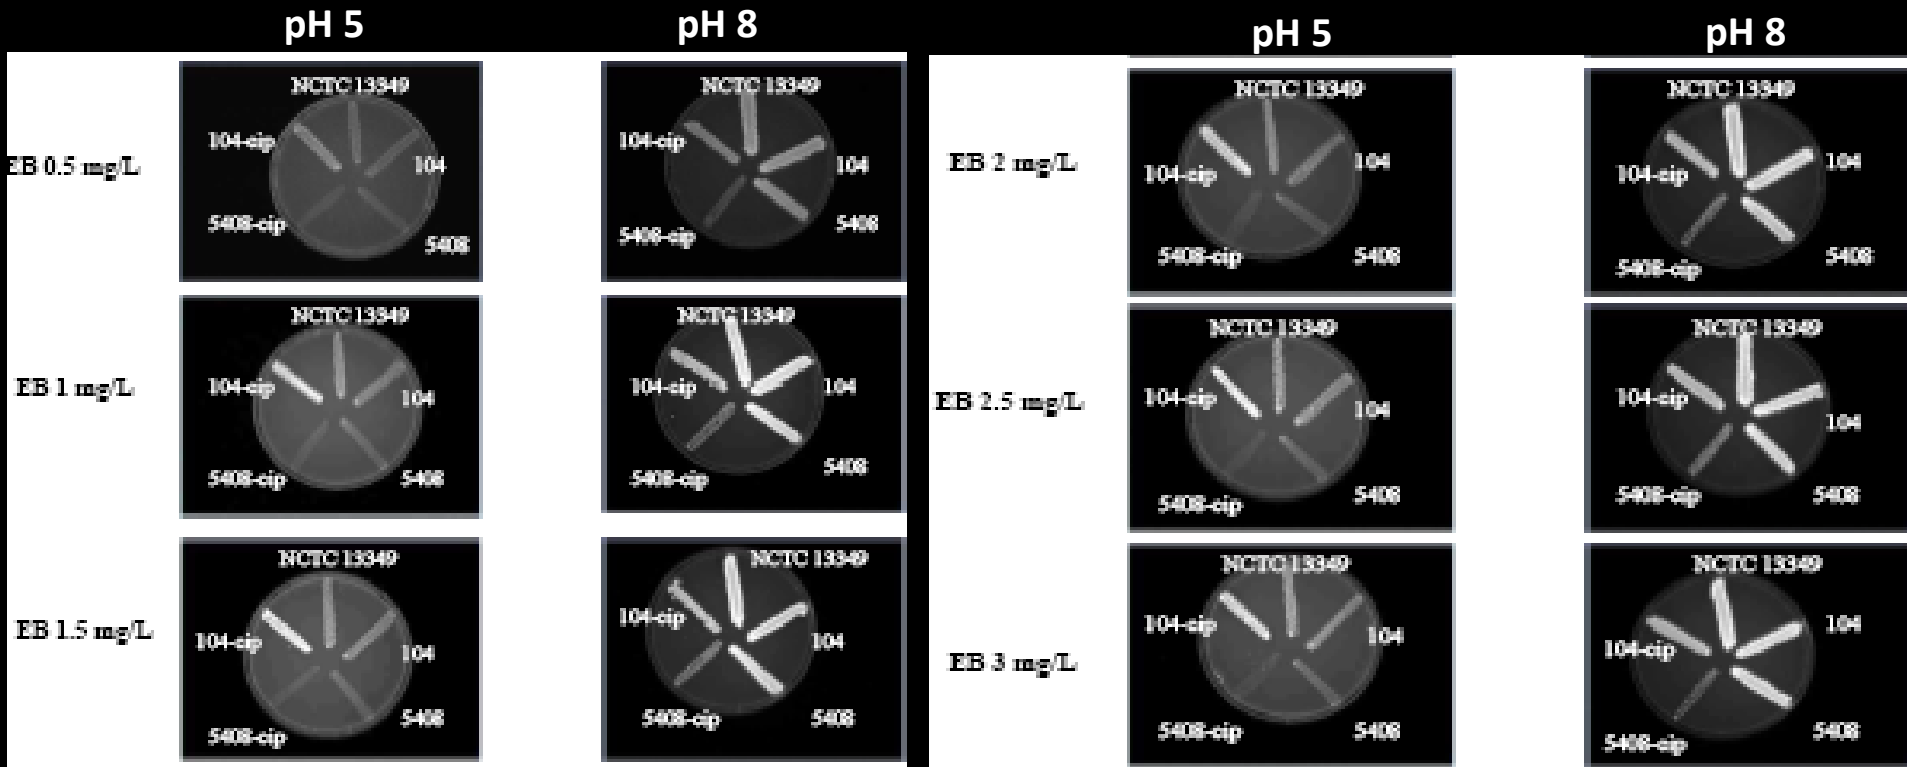 pH 5
pH 8
NCTC 13349
104-cip
104
5408-cip
5408
EB 0.5 mg/L
NCTC 13349
104-cip
104
5408-cip
5408
NCTC 13349
104-cip
104
5408-cip
5408
EB 1 mg/L
NCTC 13349
104-cip
104
5408-cip
5408
NCTC 13349
104-cip
104
5408-cip
5408
EB 1.5 mg/L
NCTC 13349
104-cip
104
5408-cip
5408
pH 5
pH 8
NCTC 13349
104-cip
104
5408-cip
5408
EB 2 mg/L
NCTC 13349
104-cip
104
5408-cip
5408
NCTC 13349
104-cip
104
5408-cip
5408
EB 2.5 mg/L
NCTC 13349
104-cip
104
5408-cip
5408
NCTC 13349
104-cip
104
5408-cip
5408
EB 3 mg/L
NCTC 13349
104-cip
104
5408-cip
5408